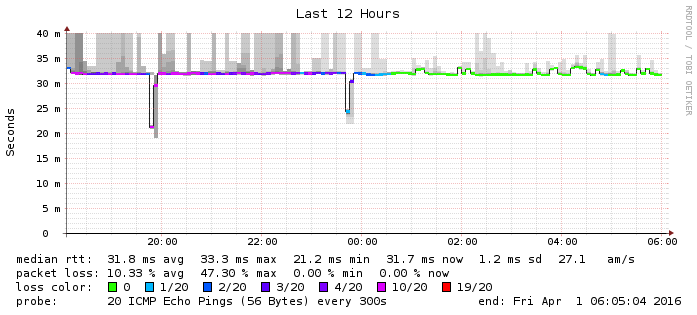 Last 12 Hours
RRDTOOL / TOBI OETIKER
Seconds
40 m
35 m
30 m
25 m
20 m
15 m
10 m
5 m
0
20:00 22:00 00:00 02:00 04:00 06:00
median rtt: 31.8 ms avg 33.3 ms max 21.2 ms min 31.7 ms now 1.2 ms sd 27.1 am/s
packet loss: 10.33 % avg 47.30 % max 0.00 % min 0.00 % now
loss color: 0 1/20 2/20 3/20 4/20 10/20 19/20
probe: 20 ICMP Echo Pings (56 Bytes) every 300s end: Fri Apr 1 06:05:04 2016